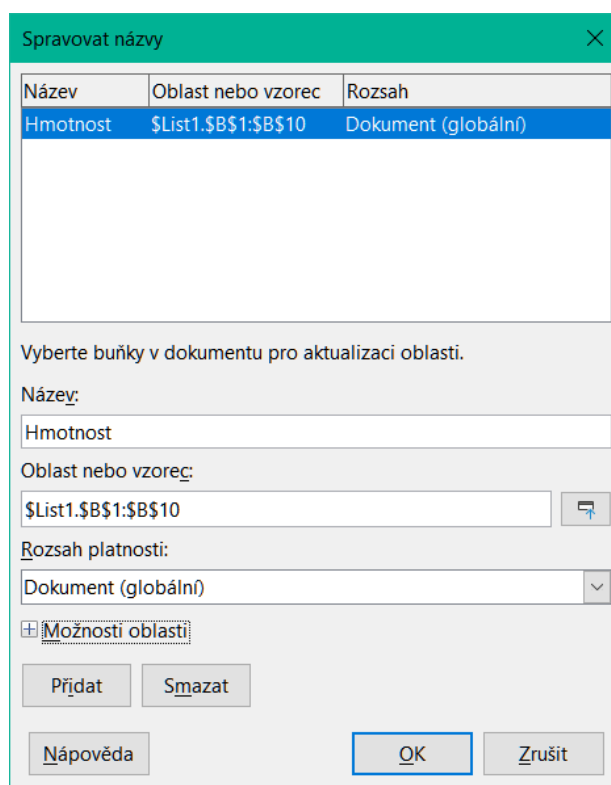 Spravovat názvy
Název Oblast nebo vzorec Rozsah
Hmotnost $List1.$B$1:$B$10 Dokument (globální)
Vyberte buňky v dokumentu pro aktualizaci oblasti.
Název:
Hmotnost
Oblast nebo vzorec:
$List1.$B$1:$B$10
Rozsah platnosti:
Dokument (globální)
Možnosti oblasti
Přidat Smazat
Nápověda OK Zrušit